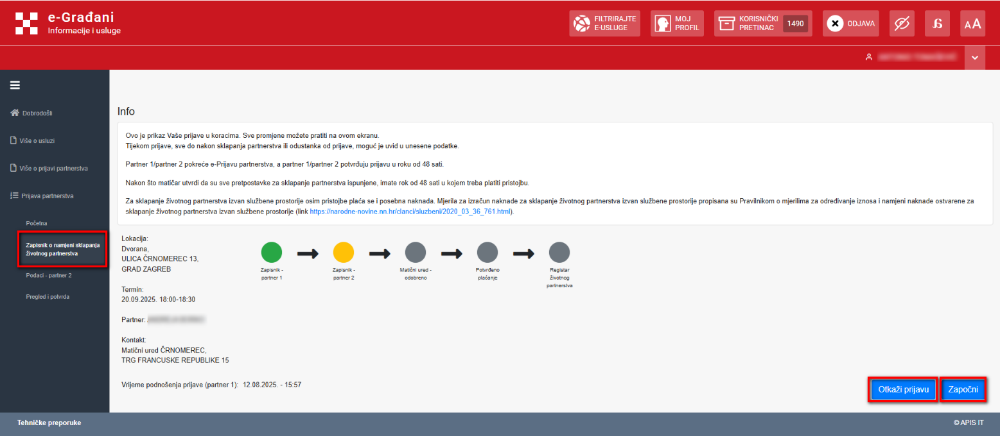 e-Građani
Informacije i usluge
FILTRIRAJTE
E-USLUGE
MOJ
PROFIL
KORISNIČKI
PRETINAC
1490
ODJAVA
AA
Dobrodošli
Više o usluzi
Više o prijavi partnerstva
Prijava partnerstva
Početna
Zapisnik o namjeni sklapanja
životnog partnerstva
Podaci - partner 2
Pregled i potvrda
Info
Ovo je prikaz Vaše prijave u koracima. Sve promjene možete pratiti na ovom ekranu.
Tijekom prijave, sve do nakon sklapanja partnerstva ili odustanka od prijave, moguć je uvid u unesene podatke.
Partner 1/partner 2 pokreće e-Prijavu partnerstva, a partner 1/partner 2 potvrđuju prijavu u roku od 48 sati.
Nakon što matičar utvrdi da su sve pretpostavke za sklapanje partnerstva ispunjene, imate rok od 48 sati u kojem treba platiti pristojbu.
Za sklapanje životnog partnerstva izvan službene prostorije osim pristojbe plaća se i posebna naknada. Mjerila za izračun naknade za sklapanje životnog partnerstva izvan službene prostorije propisana su Pravilnikom o mjerilima za određivanje iznosa i namjeni naknade ostvarene za
sklapanje životnog partnerstva izvan službene prostorije (link https://narodne-novine.nn.hr/clanci/sluzbeni/2020_03_36_761.html).
Lokacija:
Dvorana,
ULICA ČRNOMEREC 13,
GRAD ZAGREB
Termin:
20.09.2025. 18:00-18:30
Partner:
Kontakt:
Matični ured ČRNOMEREC,
TRG FRANCUSKE REPUBLIKE 15
Vrijeme podnošenja prijave (partner 1): 12.08.2025. - 15:57
Zapisnik -
partner 1
Zapisnik -
partner 2
Matični ured -
odobreno
Potvrđeno
plaćanje
Registar
životnog
partnerstva
Otkaži prijavu
Započni
Tehničke preporuke
© APIS IT